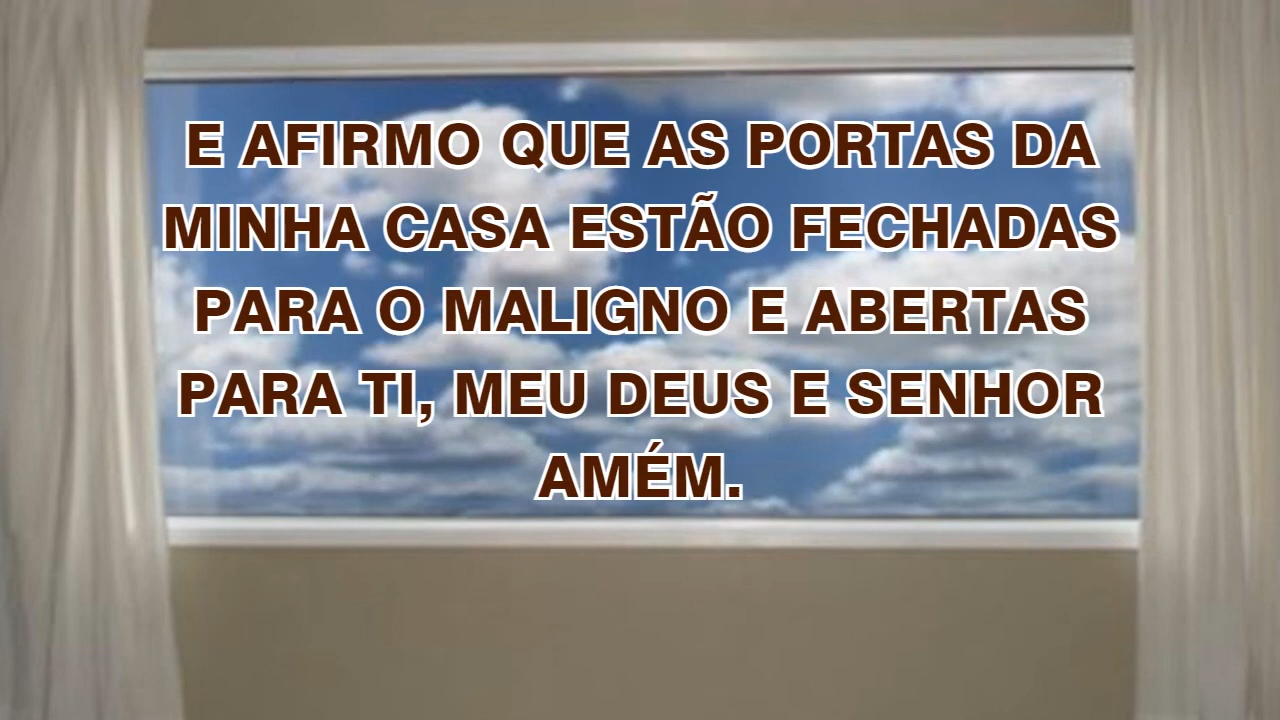 E AFIRMO QUE AS PORTAS DA
MINHA CASA ESTÃO FECHADAS
PARA O MALIGNO E ABERTAS
PARA TI, MEU DEUS E SENHOR
AMÉM.